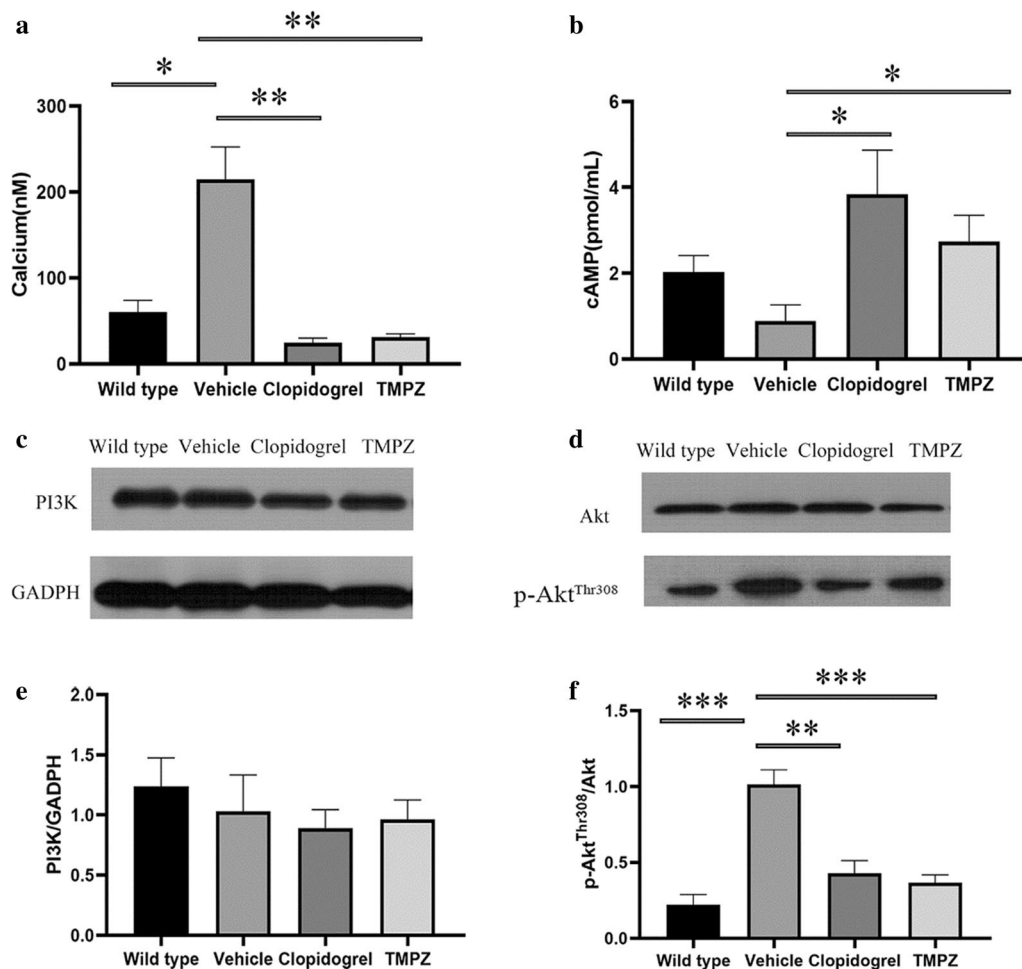 a
**
*
**
300
200
100
0
Calcium(nM)
Wild type Vehicle Clopidogrel TMPZ
b
*
*
6
4
2
0
cAMP(pmol/mL)
Wild type Vehicle Clopidogrel TMPZ
c
Wild type Vehicle Clopidogrel TMPZ
PI3K
GADPH
d
Wild type Vehicle Clopidogrel TMPZ
Akt
p-AktThr308
e
2.0
1.5
1.0
0.5
0.0
PI3K/GADPH
Wild type Vehicle Clopidogrel TMPZ
f
***
***
**
1.5
1.0
0.5
0.0
p-AktThr308/Akt
Wild type Vehicle Clopidogrel TMPZ